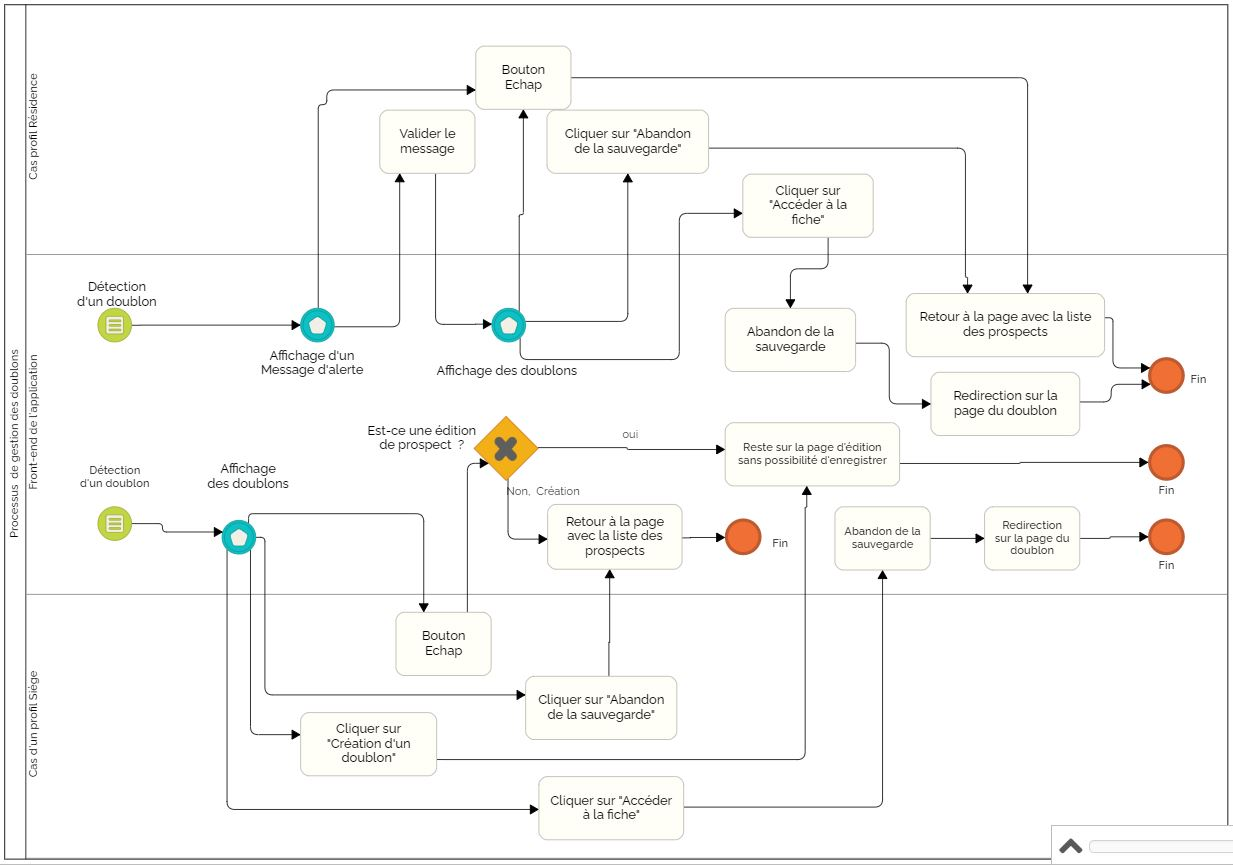 Processus de gestion des doublons
Cas profil Résidence
Bouton
Echap
Valider le
message
Cliquer sur "Abandon
de la sauvegarde"
Cliquer sur
"Accéder à la
fiche"
Front-end de l'application
Détection
d'un doublon
Affichage d'un
Message d'alerte
Affichage des doublons
Abandon de la
sauvegarde
Retour à la page avec la liste
des prospects
Redirection sur la
page du doublon
Fin
Détection
d'un doublon
Affichage
des doublons
Est-ce une édition
de prospect ?
oui
Non, Création
Reste sur la page d'édition
sans possibilité d'enregistrer
Fin
Retour à la page
avec la liste des
prospects
Fin
Abandon de la
sauvegarde
Redirection
sur la page du
doublon
Fin
Cas d'un profil Siège
Bouton
Echap
Cliquer sur "Abandon
de la sauvegarde"
Cliquer sur
"Création d'un
doublon"
Cliquer sur "Accéder
à la fiche"